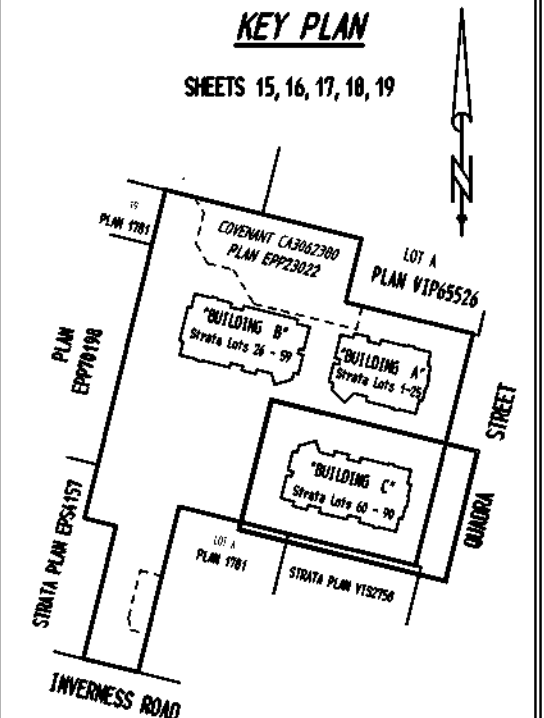 KEY PLAN
SHEETS 15, 16, 17, 18, 19
N
19
PLAN 1781
COVENANT CA3062380
PLAN EPP23022
LOT A
PLAN VIP65526
"BUILDING B"
Strata Lots 26 - 59
"BUILDING A"
Strata Lots 1-25
PLAN
EPP70198
STREET
QUADRA
"BUILDING C"
Strata Lots 60 - 90
STRATA PLAN EPS4157
LOT A
PLAN 1781
STRATA PLAN VIS2756
INVERNESS ROAD